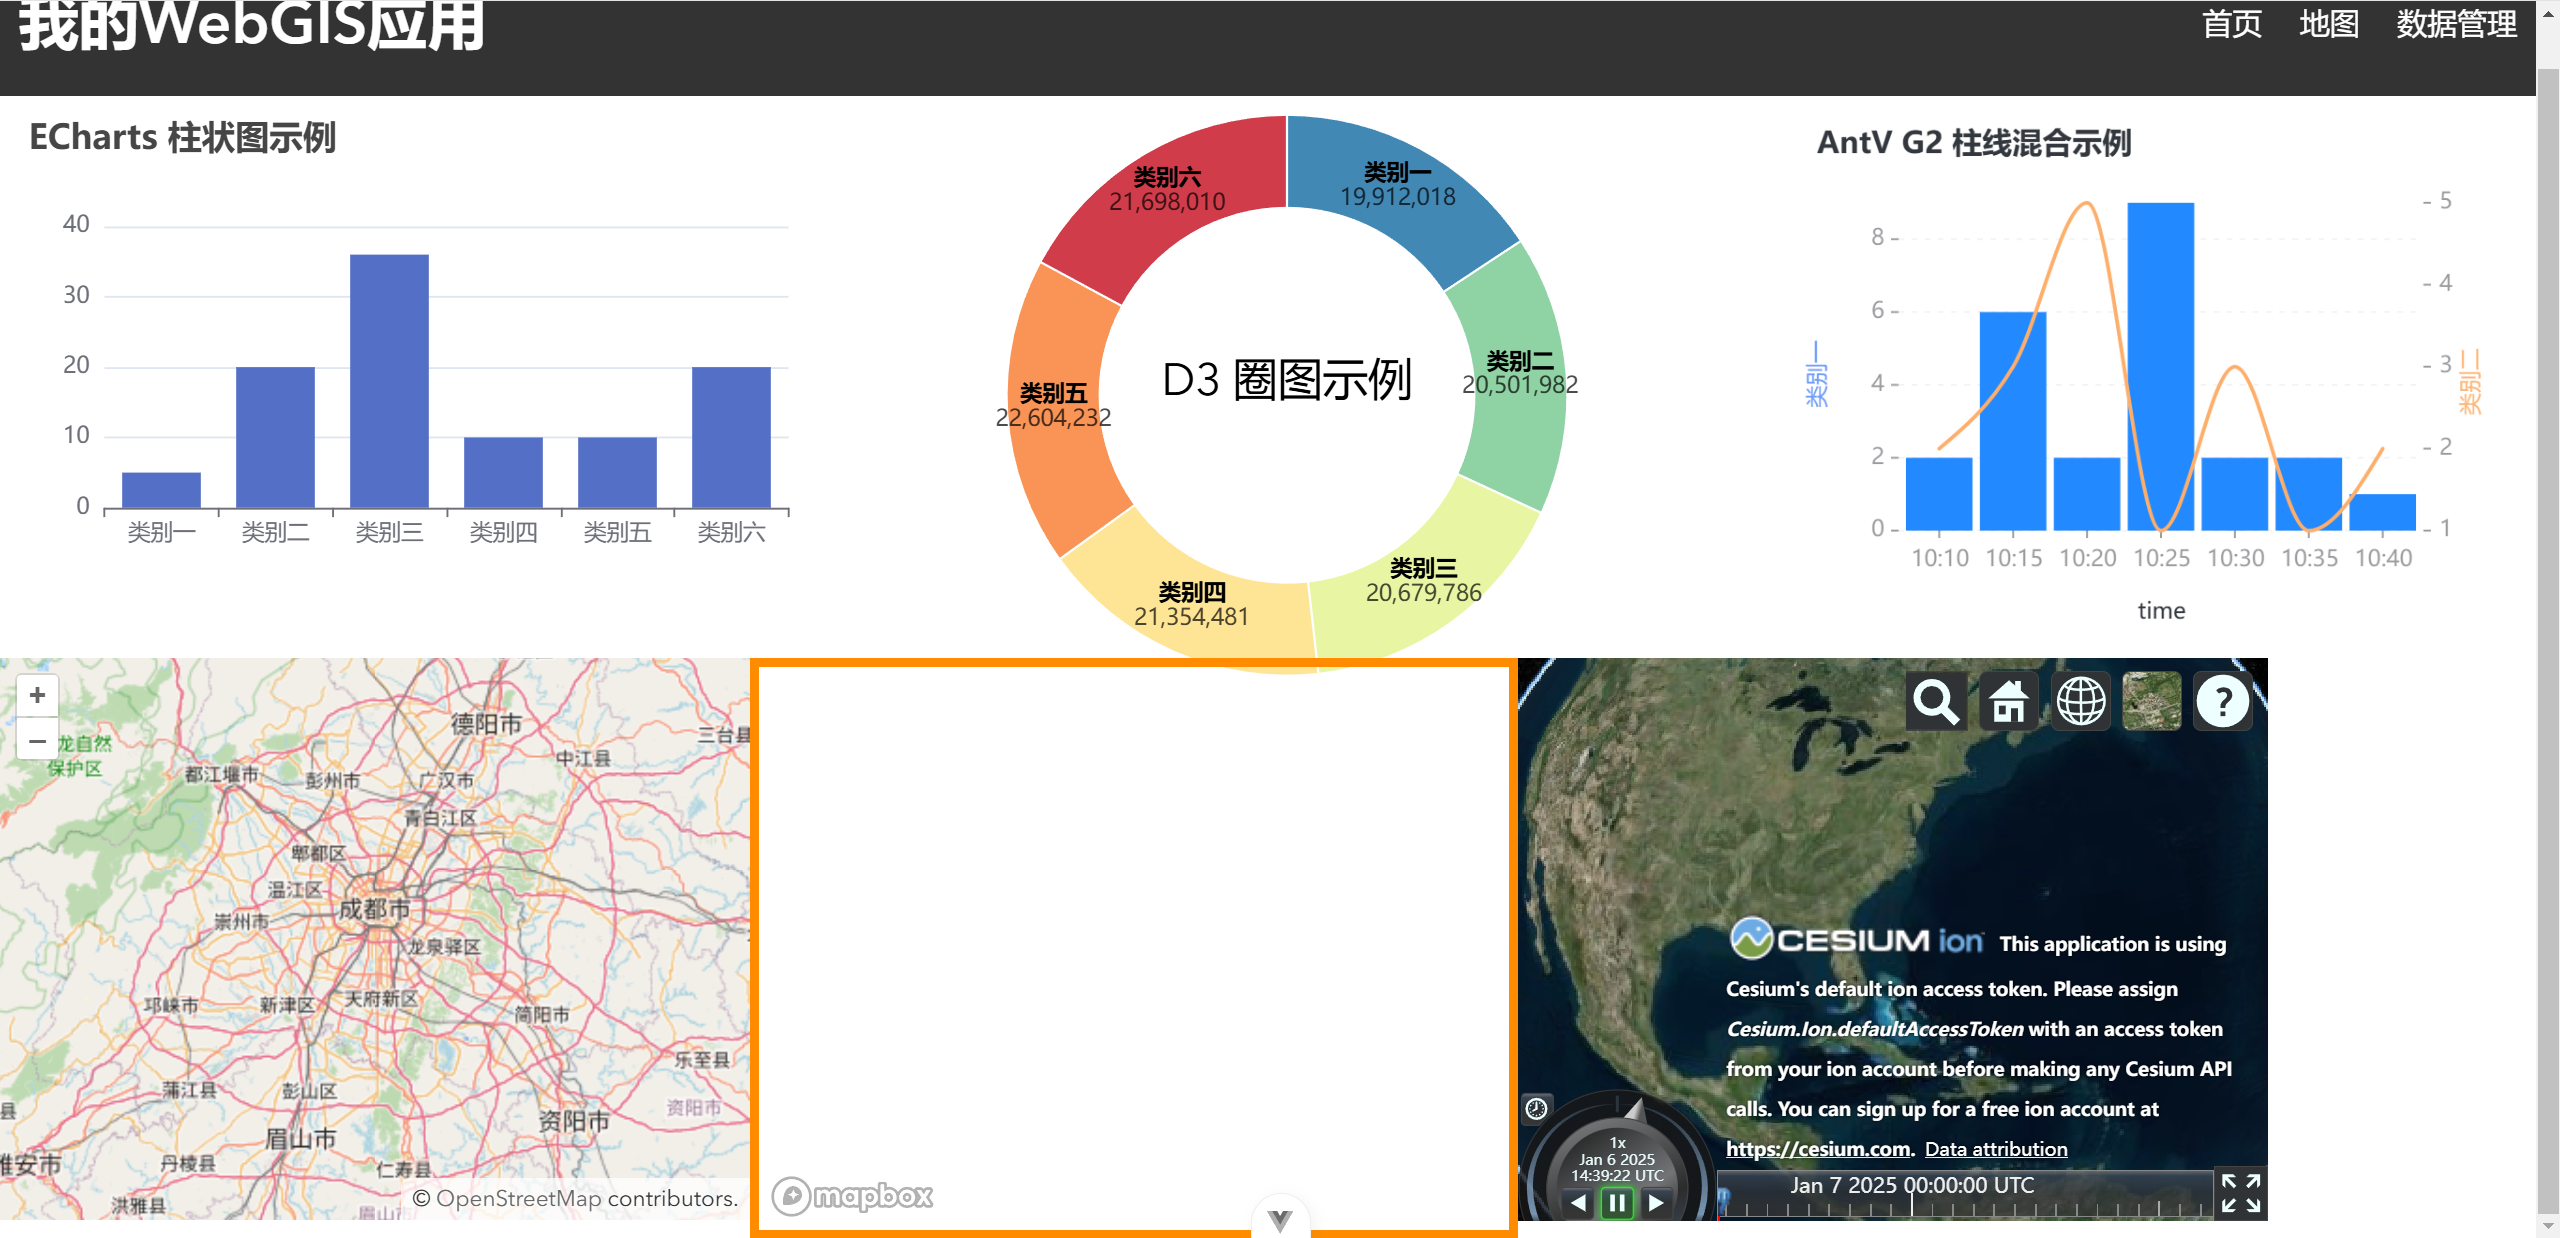 我的WebGIS应用
首页 地图 数据管理
ECharts 柱状图示例
40
30
20
10
0
类别一 类别二 类别三 类别四 类别五 类别六
类别六
21,698,010
类别一
19,912,018
类别二
20,501,982
类别五
22,604,232
D3 圈图示例
类别三
20,679,786
类别四
21,354,481
AntV G2 柱线混合示例
8
6
4
2
0
类别一
5
4
3
2
1
类别二
10:10 10:15 10:20 10:25 10:30 10:35 10:40
time
+
−
德阳市
三台县
龙自然
保护区
中江县
都江堰市
彭州市
广汉市
青白江区
郫都区
温江区
成都市
崇州市
龙泉驿区
邛崃市
新津区
天府新区
简阳市
乐至县
蒲江县
彭山区
资阳市
资阳市
县
眉山市
雅安市
丹棱县
仁寿县
洪雅县
© OpenStreetMap contributors.
mapbox
?
CESIUM ion This application is using
Cesium's default ion access token. Please assign
Cesium.Ion.defaultAccessToken with an access token
from your ion account before making any Cesium API
calls. You can sign up for a free ion account at
https://cesium.com. Data attribution
1x
Jan 6 2025
14:39:22 UTC
Jan 7 2025 00:00:00 UTC